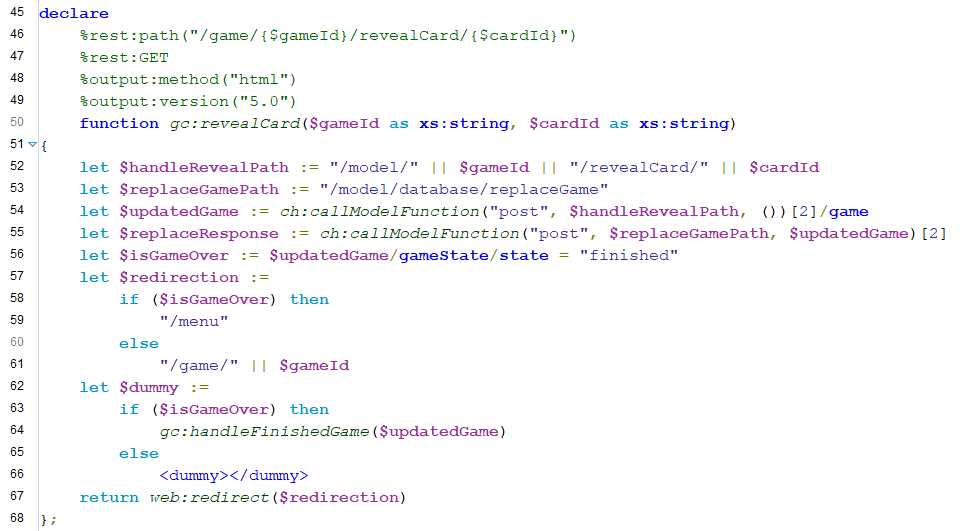 45 declare
46     %rest:path("/game/{$gameId}/revealCard/{$cardId}")
47     %rest:GET
48     %output:method("html")
49     %output:version("5.0")
50     function gc:revealCard($gameId as xs:string, $cardId as xs:string)
51 {
52     let $handleRevealPath := "/model/" || $gameId || "/revealCard/" || $cardId
53     let $replaceGamePath := "/model/database/replaceGame"
54     let $updatedGame := ch:callModelFunction("post", $handleRevealPath, ())[2]/game
55     let $replaceResponse := ch:callModelFunction("post", $replaceGamePath, $updatedGame)[2]
56     let $isGameOver := $updatedGame/gameState/state = "finished"
57     let $redirection :=
58         if ($isGameOver) then
59             "/menu"
60         else
61             "/game/" || $gameId
62     let $dummy :=
63         if ($isGameOver) then
64             gc:handleFinishedGame($updatedGame)
65         else
66             <dummy></dummy>
67     return web:redirect($redirection)
68 };